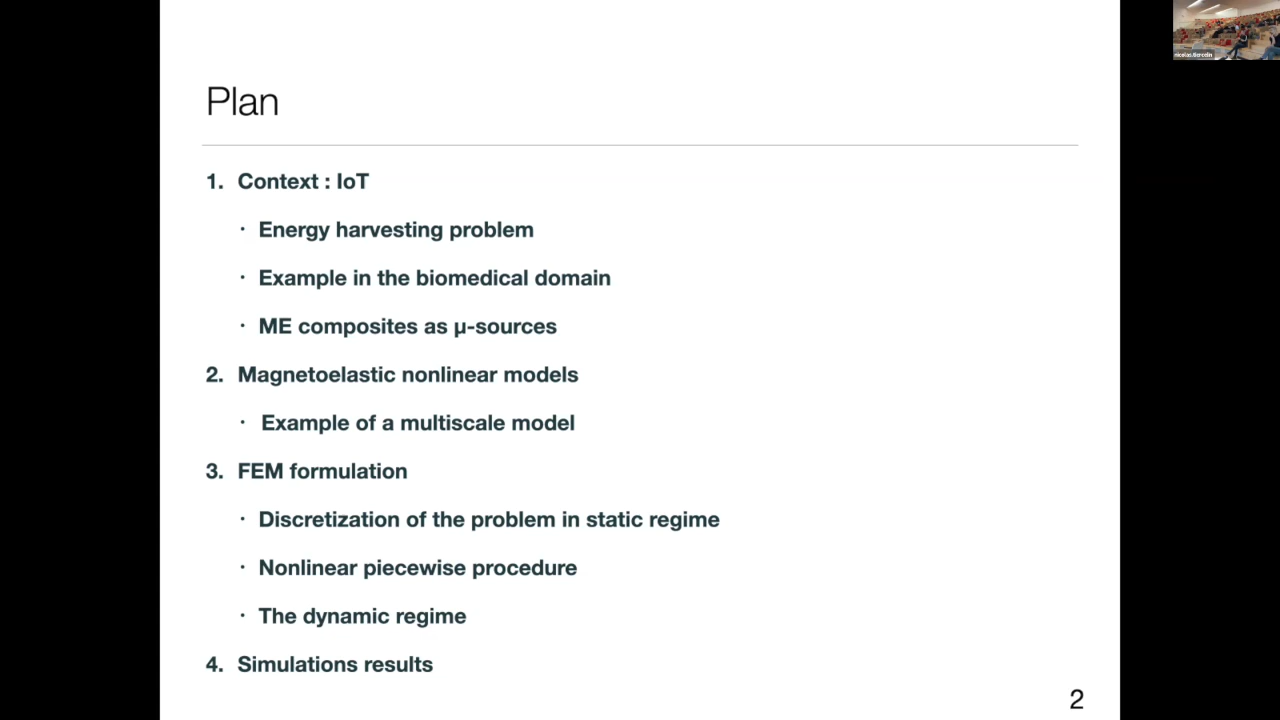 Plan
1. Context : IoT
· Energy harvesting problem
· Example in the biomedical domain
· ME composites as µ-sources
2. Magnetoelastic nonlinear models
· Example of a multiscale model
3. FEM formulation
· Discretization of the problem in static regime
· Nonlinear piecewise procedure
· The dynamic regime
4. Simulations results
2
nicolas.tiercelin